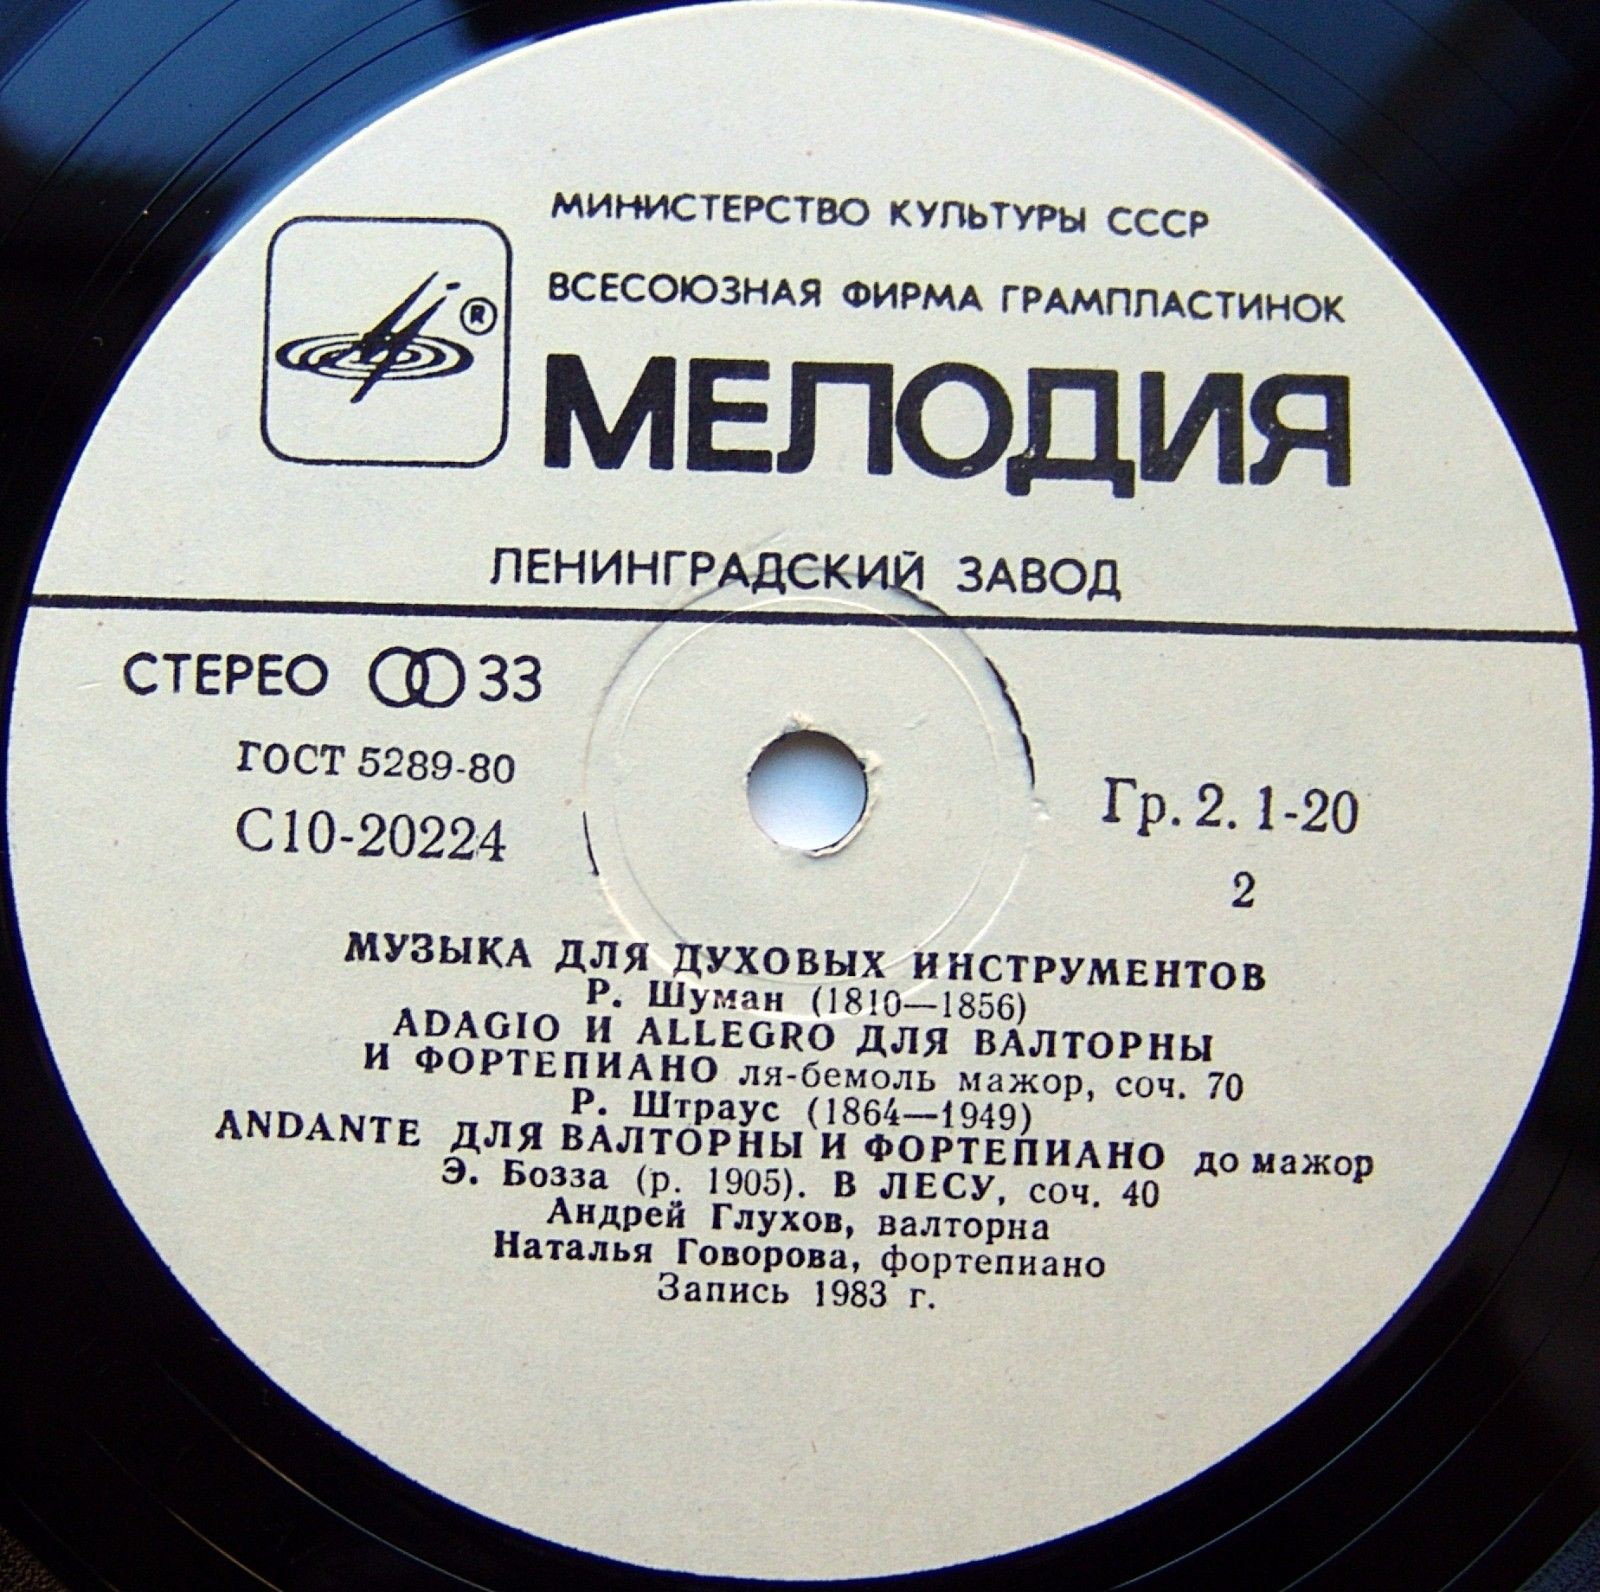 МИНИСТЕРСТВО КУЛЬТУРЫ СССР
ВСЕСОЮЗНАЯ ФИРМА ГРАМПЛАСТИНОК
®
МЕЛОДИЯ
ЛЕНИНГРАДСКИЙ ЗАВОД
СТЕРЕО 33
ГОСТ 5289-80
С10-20224
Гр. 2. 1-20
2
МУЗЫКА ДЛЯ ДУХОВЫХ ИНСТРУМЕНТОВ
Р. Шуман (1810—1856)
ADAGIO И ALLEGRO ДЛЯ ВАЛТОРНЫ
И ФОРТЕПИАНО ля-бемоль мажор, соч. 70
Р. Штраус (1864—1949)
ANDANTE ДЛЯ ВАЛТОРНЫ И ФОРТЕПИАНО до мажор
Э. Бозза (р. 1905). В ЛЕСУ, соч. 40
Андрей Глухов, валторна
Наталья Говорова, фортепиано
Запись 1983 г.